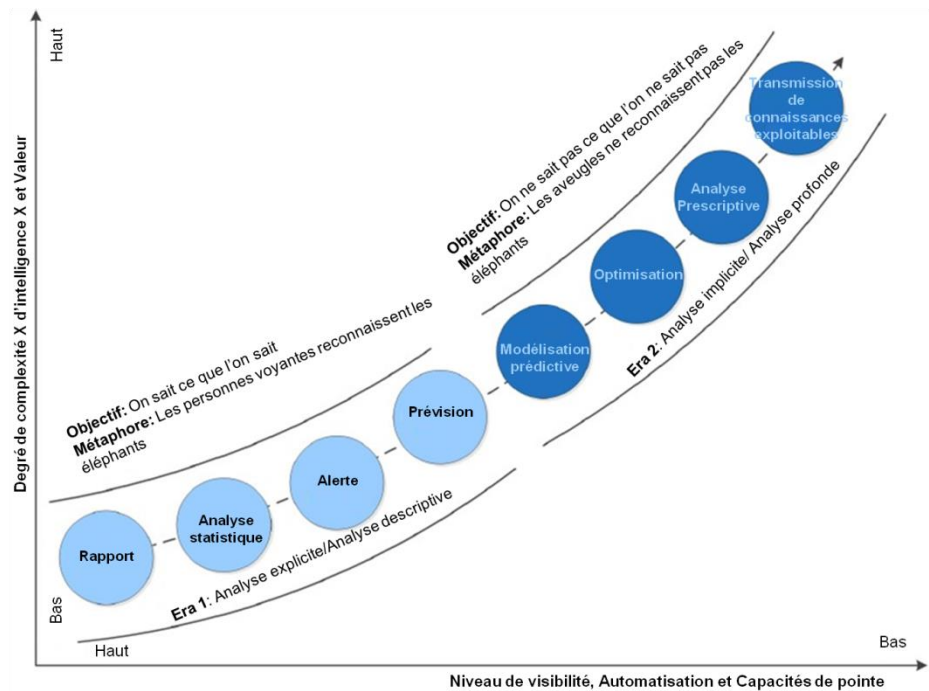 Haut
Degré de complexité X d'intelligence X et Valeur
Bas
Objectif: On sait ce que l'on sait
Métaphore: Les personnes voyantes reconnaissent les
éléphants
Objectif: On ne sait pas ce que l'on ne sait pas
Métaphore: Les aveugles ne reconnaissent pas les
éléphants
Rapport
Analyse
statistique
Alerte
Prévision
Modélisation
prédictive
Optimisation
Analyse
Prescriptive
Transmission
de
connaissances
exploitables
Era 1: Analyse explicite/Analyse descriptive
Era 2: Analyse implicite/ Analyse profonde
Haut
Bas
Niveau de visibilité, Automatisation et Capacités de pointe